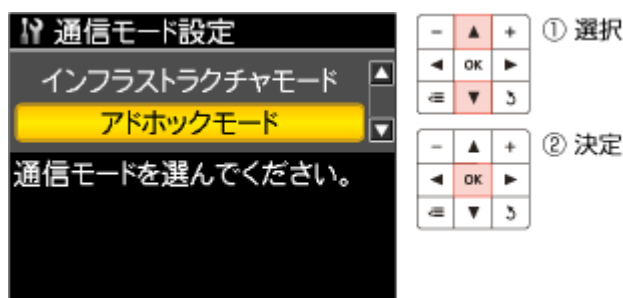 通信モード設定
インフラストラクチャモード
アドホックモード
通信モードを選んでください。
- ▲ +
◀ OK ▶
▼
① 選択
- ▲ +
◀ OK ▶
▼
② 決定